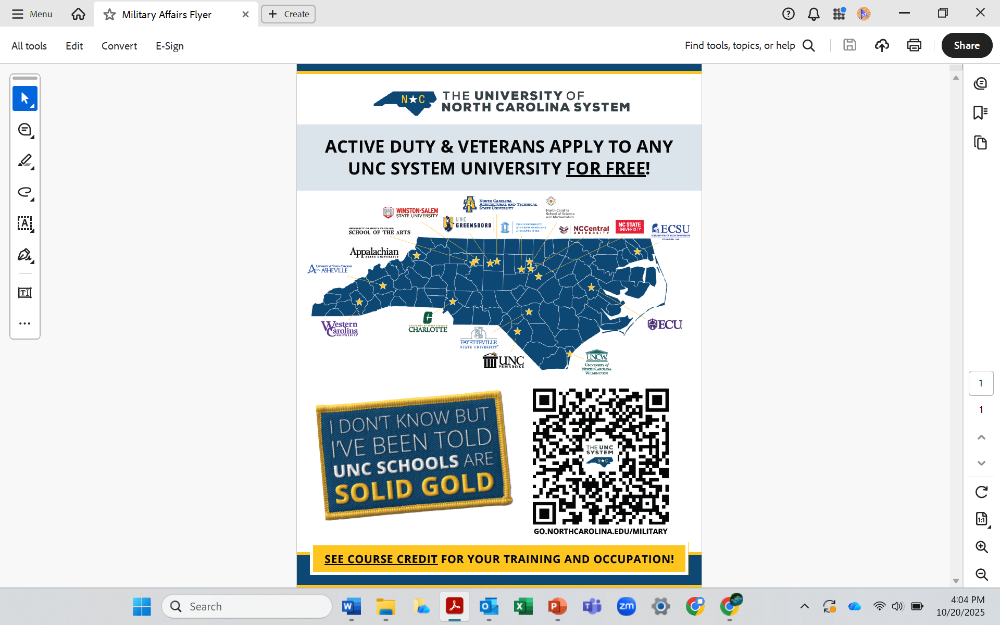 Menu
Military Affairs Flyer
Create
All tools
Edit
Convert
E-Sign
Find tools, topics, or help
Share
N★C
THE UNIVERSITY OF
NORTH CAROLINA SYSTEM
ACTIVE DUTY & VETERANS APPLY TO ANY
UNC SYSTEM UNIVERSITY FOR FREE!
WINSTON-SALEM
STATE UNIVERSITY
NORTH CAROLINA
AGRICULTURAL AND TECHNICAL
STATE UNIVERSITY
North Carolina
School of Science
and Mathematics
UNIVERSITY OF NORTH CAROLINA
SCHOOL OF THE ARTS
UNC
GREENSBORO
THE UNIVERSITY
of NORTH CAROLINA
at CHAPEL HILL
NCCentral
UNIVERSITY
NC STATE
UNIVERSITY
ECSU
ELIZABETH CITY STATE UNIVERSITY
FOUNDED 1891
Appalachian
STATE UNIVERSITY
University of North Carolina
ASHEVILLE
Western
Carolina
UNIVERSITY
UNIVERSITY OF NORTH CAROLINA
CHARLOTTE
FAYETTEVILLE
STATE UNIVERSITY
UNC
PEMBROKE
ECU
UNCW
UNIVERSITY of
NORTH CAROLINA
WILMINGTON
I DON'T KNOW BUT
I'VE BEEN TOLD
UNC SCHOOLS ARE
SOLID GOLD
THE UNC
SYSTEM
N★C
GO.NORTHCAROLINA.EDU/MILITARY
SEE COURSE CREDIT FOR YOUR TRAINING AND OCCUPATION!
1
1
1:1
Search
4:04 PM
10/20/2025